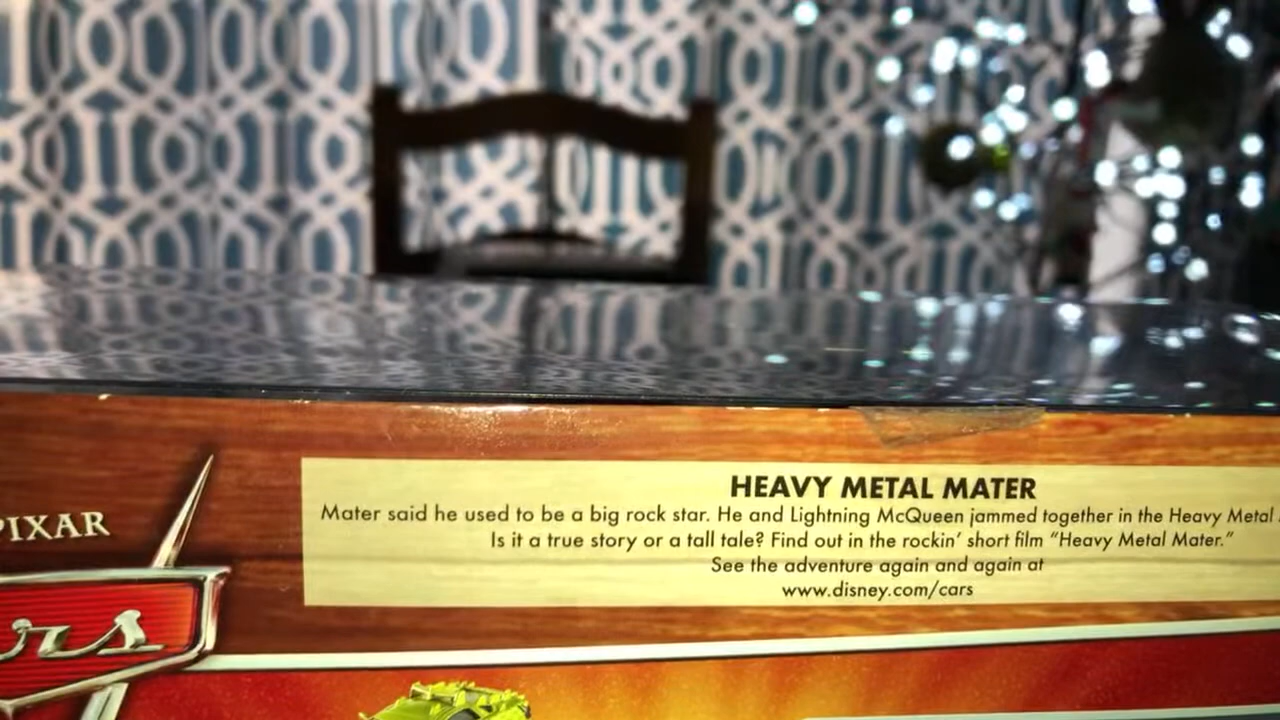 HEAVY METAL MATER
Mater said he used to be a big rock star. He and Lightning McQueen jammed together in the Heavy Metal
Is it a true story or a tall tale? Find out in the rockin' short film "Heavy Metal Mater."
See the adventure again and again at
www.disney.com/cars
PIXAR
rs